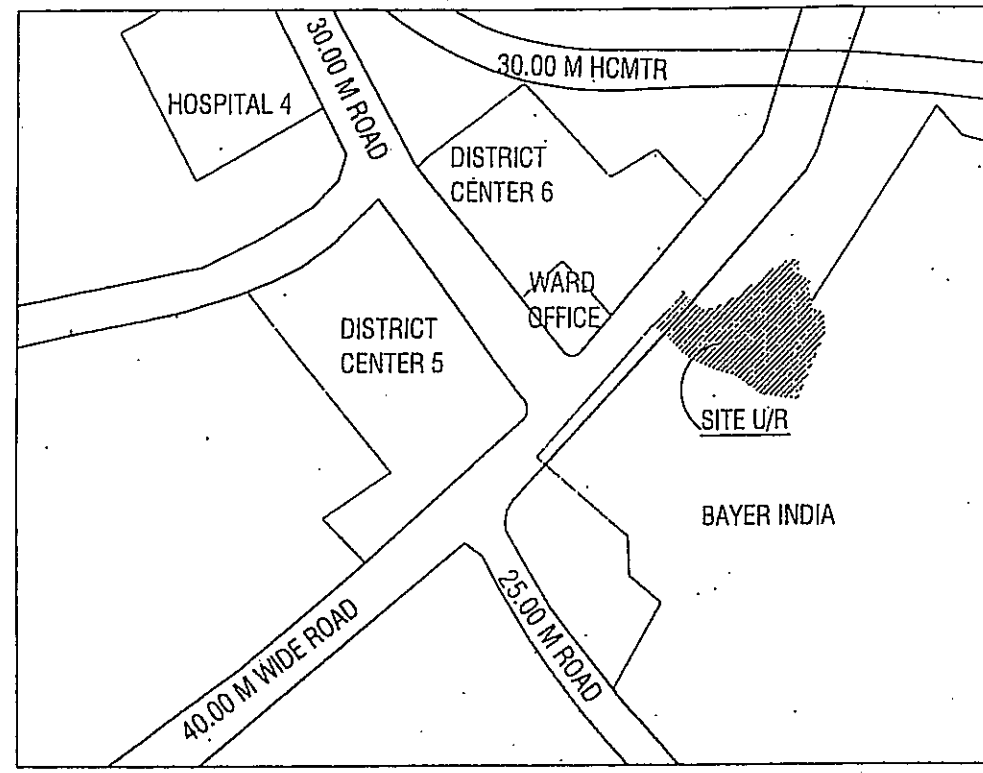 30.00 M ROAD
30.00 M HCMTR
HOSPITAL 4
DISTRICT
CENTER 6
WARD
OFFICE
DISTRICT
CENTER 5
SITE U/R
BAYER INDIA
25.00 M ROAD
40.00 M WIDE ROAD